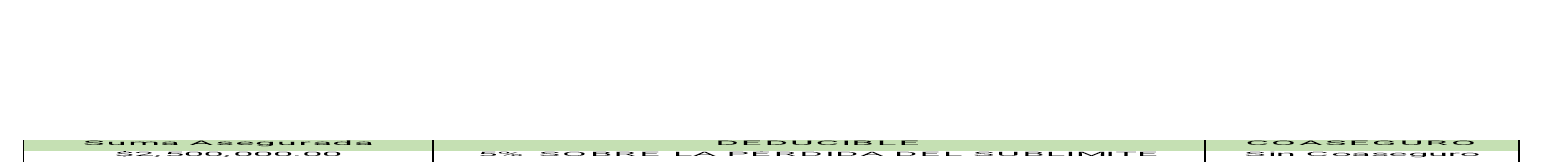 Suma Asegurada DEDUCIBLE COASEGURO
$2,500,000.00 5% SOBRE LA PERDIDA DEL SUBLIMITE Sin Coaseguro